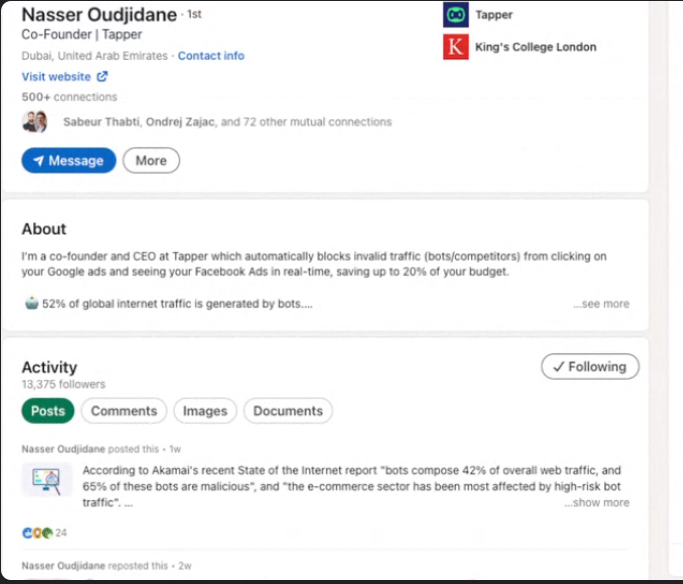 Nasser Oudjidane · 1st
Co-Founder | Tapper
Dubai, United Arab Emirates · Contact info
Visit website
500+ connections
Sabeur Thabti, Ondrej Zajac, and 72 other mutual connections
Message
More
Tapper
K King's College London
About
I'm a co-founder and CEO at Tapper which automatically blocks invalid traffic (bots/competitors) from clicking on
your Google ads and seeing your Facebook Ads in real-time, saving up to 20% of your budget.
52% of global internet traffic is generated by bots....
...see more
Activity
13,375 followers
Following
Posts
Comments
Images
Documents
Nasser Oudjidane posted this • 1w
According to Akamai's recent State of the Internet report "bots compose 42% of overall web traffic, and
65% of these bots are malicious", and "the e-commerce sector has been most affected by high-risk bot
traffic". ...
...show more
24
Nasser Oudjidane reposted this • 2w